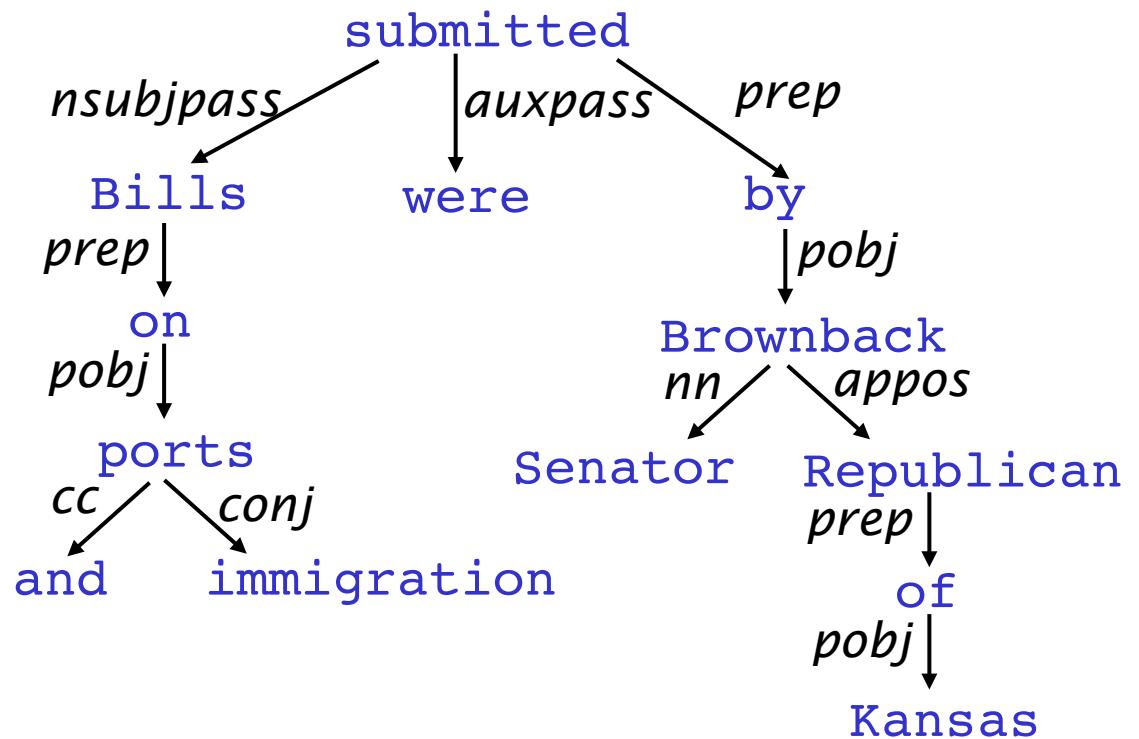 submitted
nsubjpass auxpass prep
Bills were by
prep pobj
on Brownback
pobj nn appos
ports Senator Republican
cc conj prep
and immigration of
pobj
Kansas